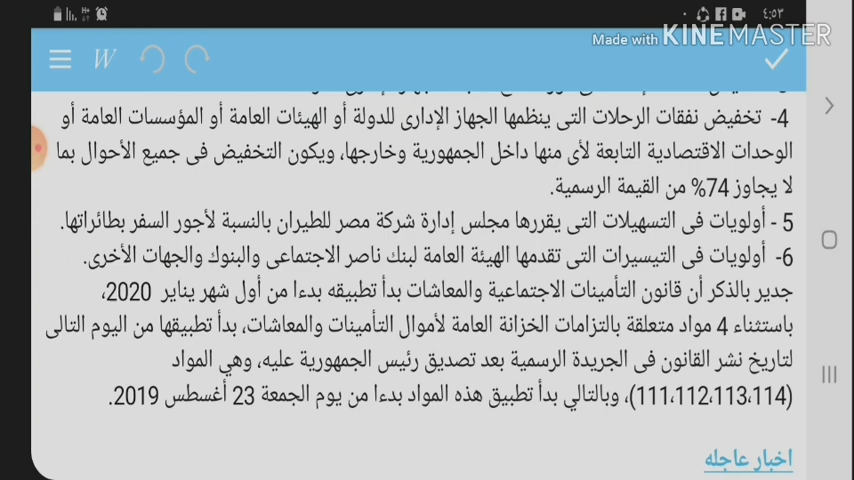 ٤:٥٣
Made with KINEMASTER
W
4- تخفيض نفقات الرحلات التى ينظمها الجهاز الإدارى للدولة أو الهيئات العامة أو المؤسسات العامة أو
الوحدات الاقتصادية التابعة لأى منها داخل الجمهورية وخارجها، ويكون التخفيض فى جميع الأحوال بما
لا يجاوز 74% من القيمة الرسمية.
5 - أولويات فى التسهيلات التى يقررها مجلس إدارة شركة مصر للطيران بالنسبة لأجور السفر بطائراتها.
6- أولويات فى التيسيرات التى تقدمها الهيئة العامة لبنك ناصر الاجتماعى والبنوك والجهات الأخرى.
جدير بالذكر أن قانون التأمينات الاجتماعية والمعاشات بدأ تطبيقه بدءا من أول شهر يناير 2020،
باستثناء 4 مواد متعلقة بالتزامات الخزانة العامة لأموال التأمينات والمعاشات، بدأ تطبيقها من اليوم التالى
لتاريخ نشر القانون فى الجريدة الرسمية بعد تصديق رئيس الجمهورية عليه، وهي المواد
(111،112،113،114)، وبالتالي بدأ تطبيق هذه المواد بدءا من يوم الجمعة 23 أغسطس 2019.
اخبار عاجله